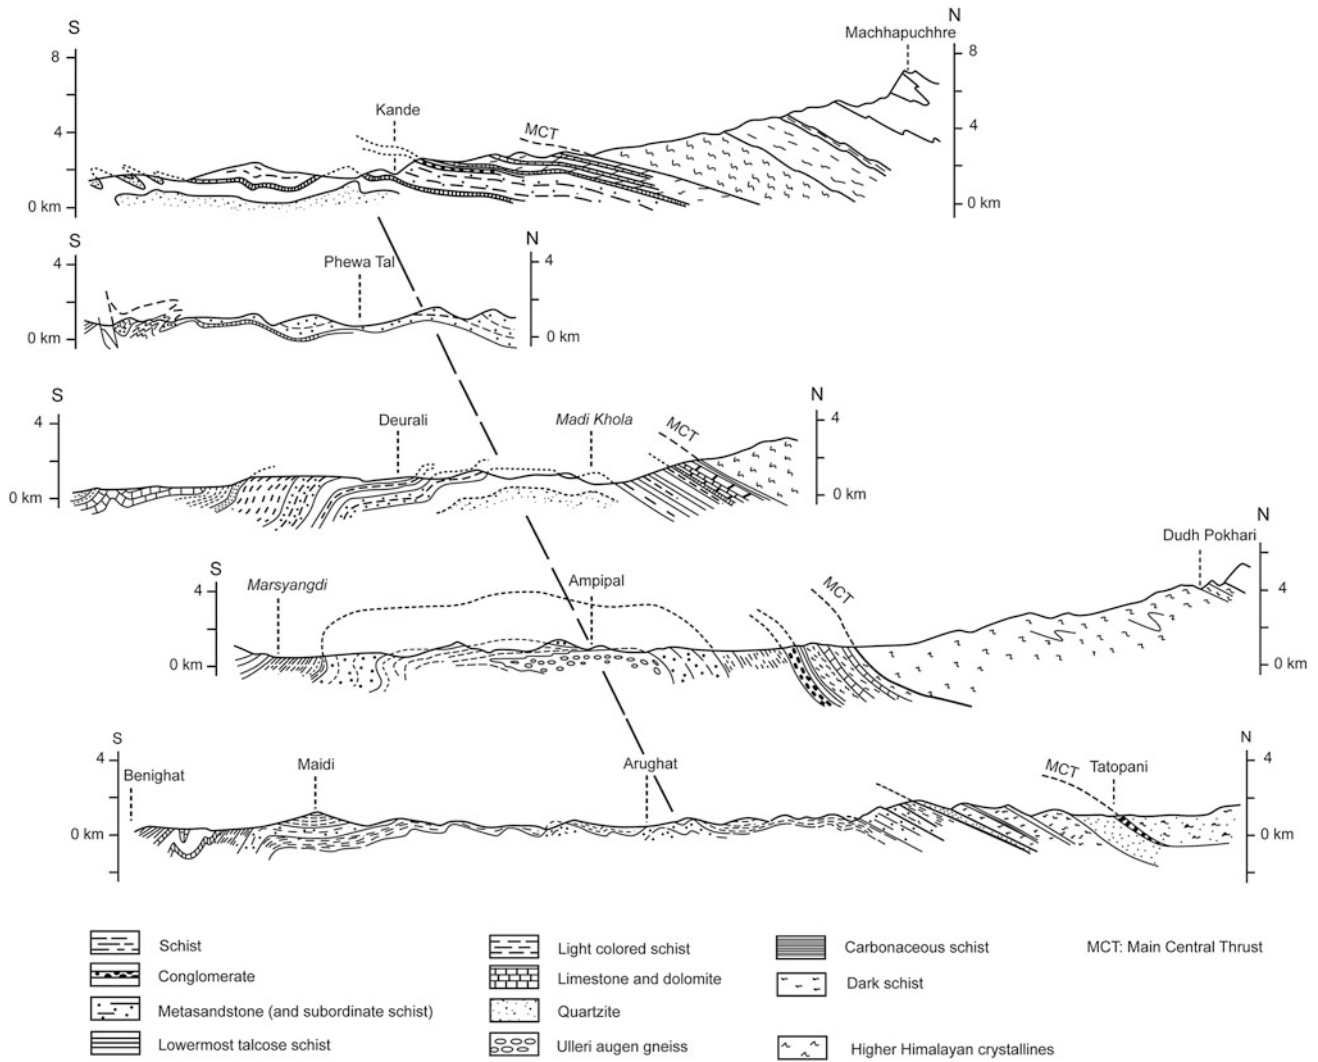 S
N
Machhapuchhre
8
8
Kande
4
MCT
4
0 km
0 km
S
N
4
Phewa Tal
4
0 km
0 km
S
N
4
Deurali
Madi Khola
MCT
4
0 km
0 km
N
Dudh Pokhari
S
Marsyangdi
Ampipal
MCT
4
4
0 km
0 km
S
N
4
Benighat
Maidi
Arughat
MCT
Tatopani
4
0 km
0 km
Schist
Light colored schist
Carbonaceous schist
MCT: Main Central Thrust
Conglomerate
Limestone and dolomite
Dark schist
Metasandstone (and subordinate schist)
Quartzite
Lowermost talcose schist
Ulleri augen gneiss
Higher Himalayan crystallines